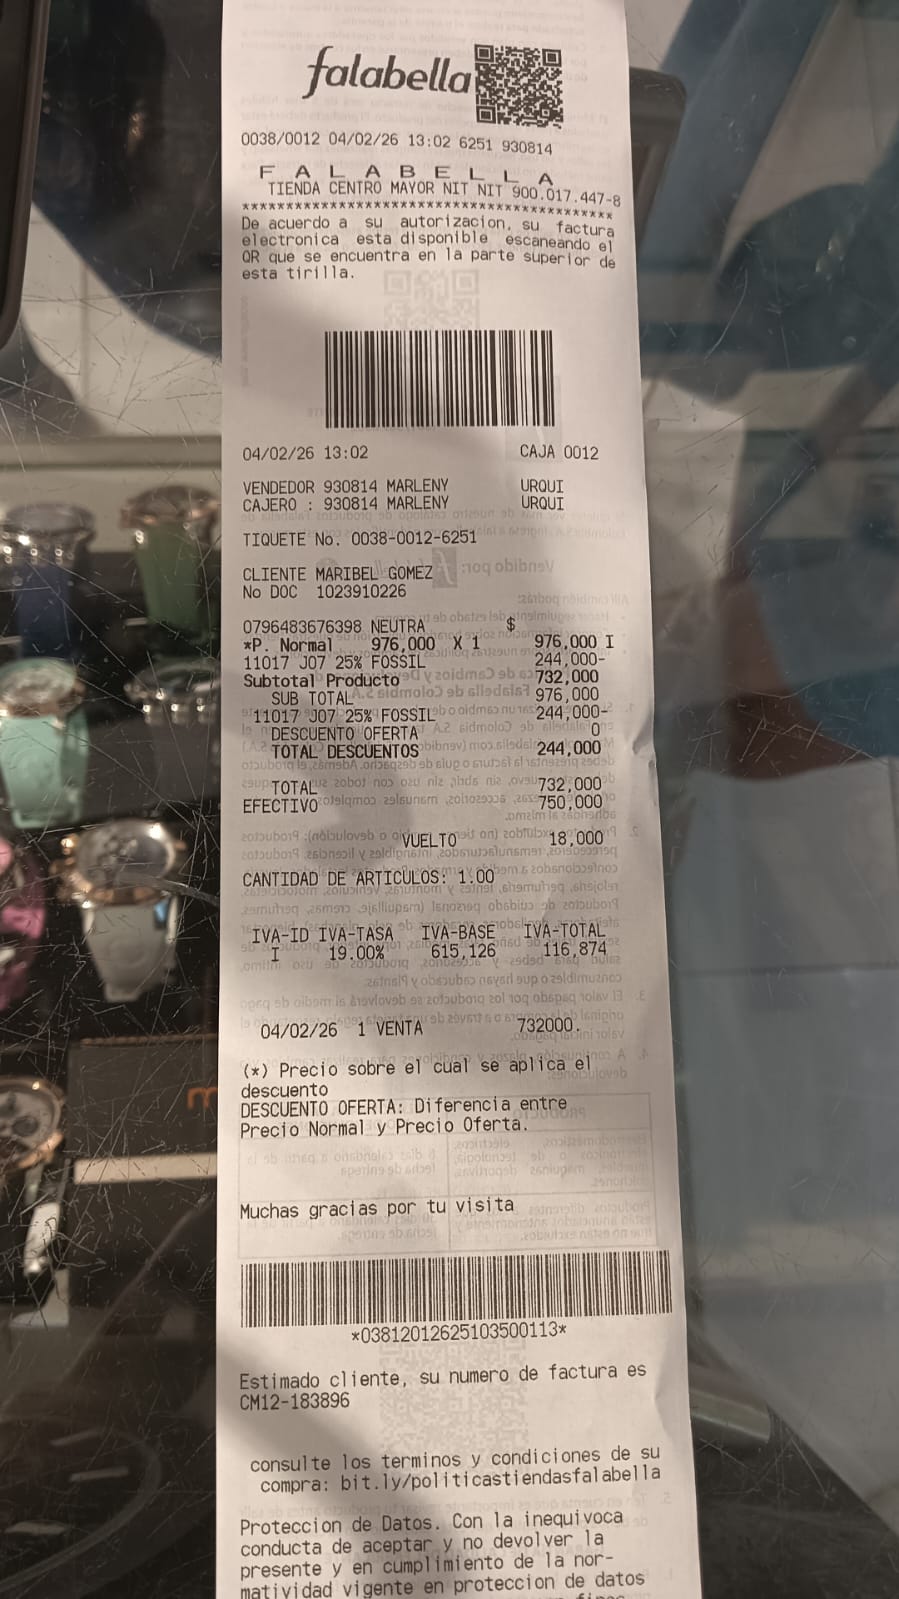 falabella
0038/0012 04/02/26 13:02 6251 930814
F A L A B E L L A
TIENDA CENTRO MAYOR NIT NIT 900.017.447-8
******************************************
De acuerdo a su autorizacion, su factura
electronica esta disponible escaneando el
QR que se encuentra en la parte superior de
esta tirilla.
04/02/26 13:02 CAJA 0012
VENDEDOR 930814 MARLENY URQUI
CAJERO : 930814 MARLENY URQUI
TIQUETE No. 0038-0012-6251
CLIENTE MARIBEL GOMEZ
No DOC 1023910226
0796483676398 NEUTRA $
*P. Normal 976,000 X 1 976,000 I
11017 J07 25% FOSSIL 244,000-
Subtotal Producto 732,000
SUB TOTAL 976,000
11017 J07 25% FOSSIL 244,000-
DESCUENTO OFERTA 0
TOTAL DESCUENTOS 244,000
TOTAL 732,000
EFECTIVO 750,000
VUELTO 18,000
CANTIDAD DE ARTICULOS: 1.00
IVA-ID IVA-TASA IVA-BASE IVA-TOTAL
I 19.00% 615,126 116,874
04/02/26 1 VENTA 732000.
(*) Precio sobre el cual se aplica el
descuento
DESCUENTO OFERTA: Diferencia entre
Precio Normal y Precio Oferta.
Muchas gracias por tu visita
*03812012625103500113*
Estimado cliente, su numero de factura es
CM12-183896
consulte los terminos y condiciones de su
compra: bit.ly/politicastiendasfalabella
Proteccion de Datos. Con la inequivoca
conducta de aceptar y no devolver la
presente y en cumplimiento de la nor-
matividad vigente en proteccion de datos